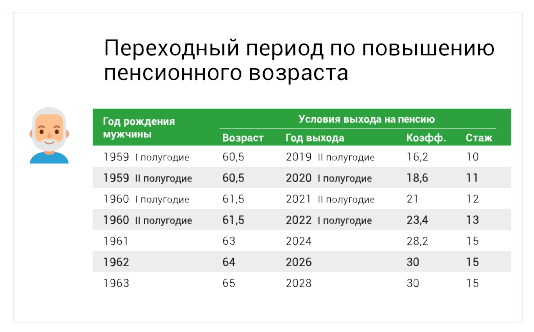 Переходный период по повышению
пенсионного возраста
Год рождения мужчины Условия выхода на пенсию
Возраст Год выхода Коэфф. Стаж
1959 I полугодие 60,5 2019 II полугодие 16,2 10
1959 II полугодие 60,5 2020 I полугодие 18,6 11
1960 I полугодие 61,5 2021 II полугодие 21 12
1960 II полугодие 61,5 2022 I полугодие 23,4 13
1961 63 2024 28,2 15
1962 64 2026 30 15
1963 65 2028 30 15